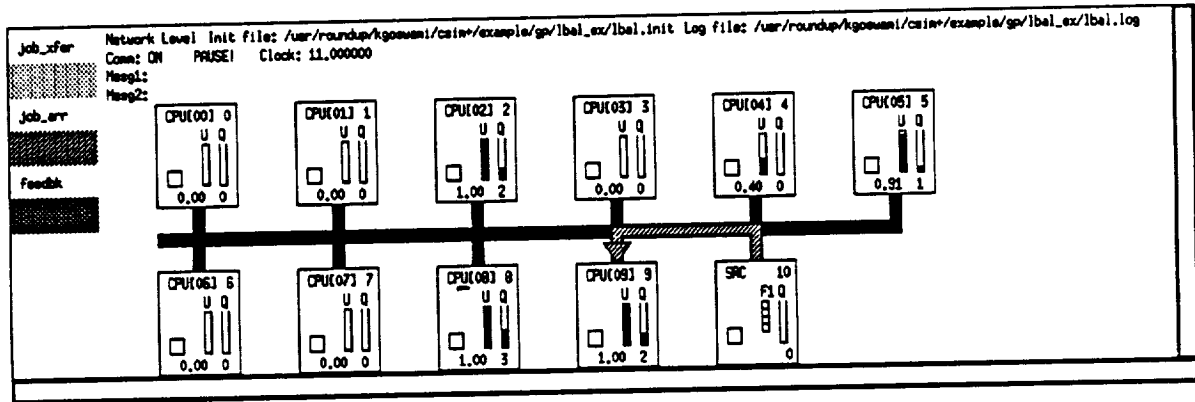 job_xfer
Network Level Init file: /usr/roundup/kgoswami/csim+/example/gp/lbal_ex/lbal.init Log file: /usr/roundup/kgoswami/csim+/example/gp/lbal_ex/lbal.log
Comm: ON PAUSE! Clock: 11.000000
Mesg1:
Mesg2:
job_arr
feedbk
CPU[00] 0
U Q
0.00 0
CPU[01] 1
U Q
0.00 0
CPU[02] 2
U Q
1.00 2
CPU[03] 3
U Q
0.00 0
CPU[04] 4
U Q
0.40 0
CPU[05] 5
U Q
0.91 1
CPU[06] 6
U Q
0.00 0
CPU[07] 7
U Q
0.00 0
CPU[08] 8
U Q
1.00 3
CPU[09] 9
U Q
1.00 2
SRC 10
F1 Q
0